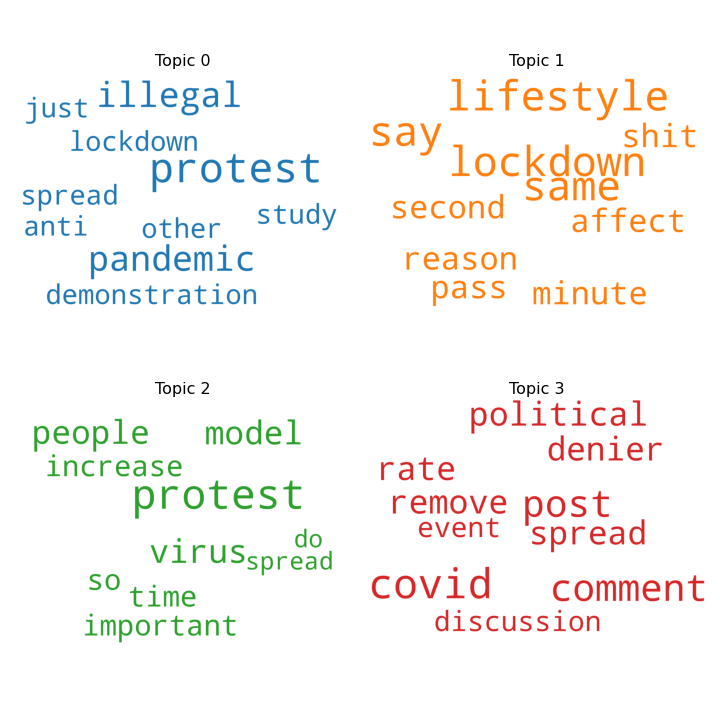 Topic 0
illegal
just
lockdown
protest
spread
study
anti
other
pandemic
demonstration
Topic 1
lifestyle
say
shit
lockdown
same
second
affect
reason
pass
minute
Topic 2
people
model
increase
protest
do
virus
spread
so
time
important
Topic 3
political
denier
rate
remove
post
event
spread
covid
comment
discussion